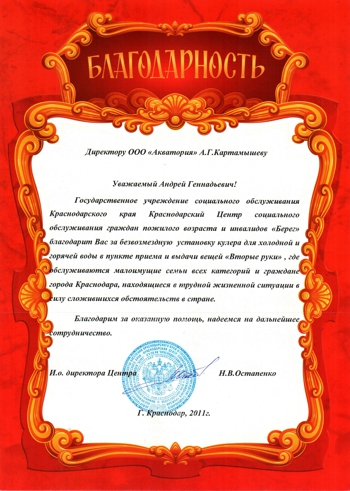 БЛАГОДАРНОСТЬ
Директору ООО «Акватория» А.Г.Картамышеву
Уважаемый Андрей Геннадьевич!
Государственное учреждение социального обслуживания
Краснодарского края Краснодарский Центр социального
обслуживания граждан пожилого возраста и инвалидов «Берег»
благодарит Вас за безвозмездную установку кулера для холодной и
горячей воды в пункте приема и выдачи вещей «Вторые руки» , где
обслуживаются малоимущие семьи всех категорий и граждане
города Краснодара, находящиеся в трудной жизненной ситуации в
силу сложившихся обстоятельств в стране.
Благодарим за оказанную помощь, надеемся на дальнейшее
сотрудничество.
И.о. директора Центра Н.В.Остапенко
Г. Краснодар, 2011г.